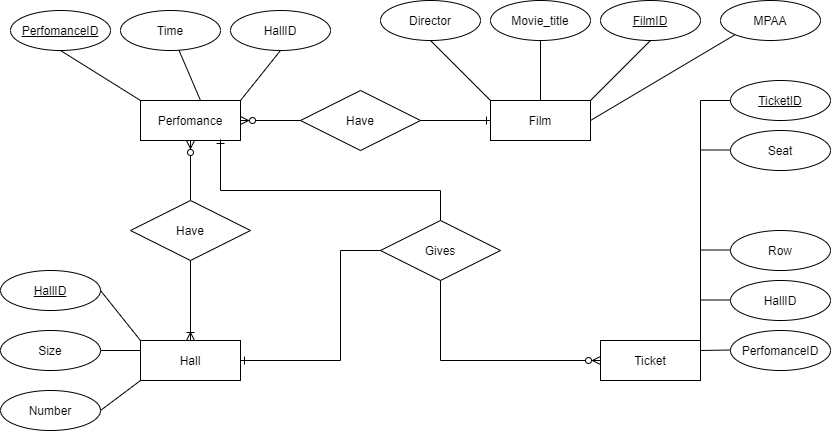 PerfomanceID
Time
HallID
Director
Movie_title
FilmID
MPAA
Perfomance
Have
Film
TicketID
Seat
Have
Gives
Row
HallID
HallID
Size
Hall
Ticket
PerfomanceID
Number